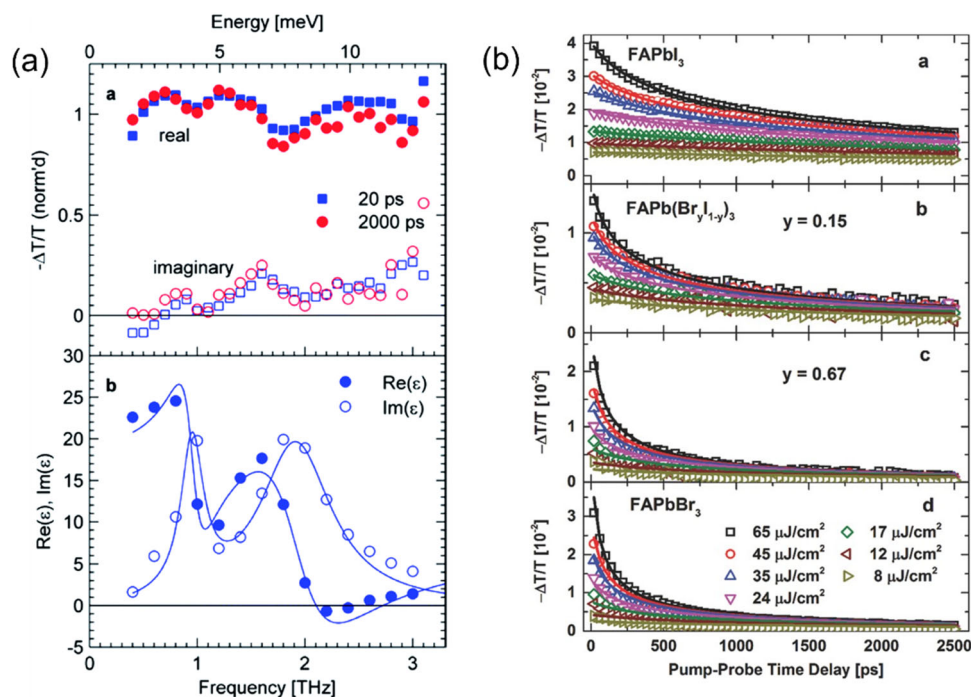 (a)
Energy [meV]
0 5 10
a
real
1
20 ps
2000 ps
0.5
imaginary
0
-ΔT/T (norm'd)
b
Re(ε)
Im(ε)
30
25
20
15
10
5
0
-5
Re(ε), Im(ε)
0 1 2 3
Frequency [THz]
(b)
FAPbI3 a
4
3
2
1
0
−ΔT/T [10⁻²]
FAPb(BryI1-y)3 b
y = 0.15
1
0
−ΔT/T [10⁻²]
c
y = 0.67
2
1
0
−ΔT/T [10⁻²]
FAPbBr3 d
3
2
1
0
−ΔT/T [10⁻²]
65 μJ/cm² 17 μJ/cm²
45 μJ/cm² 12 μJ/cm²
35 μJ/cm² 8 μJ/cm²
24 μJ/cm²
0 500 1000 1500 2000 2500
Pump-Probe Time Delay [ps]